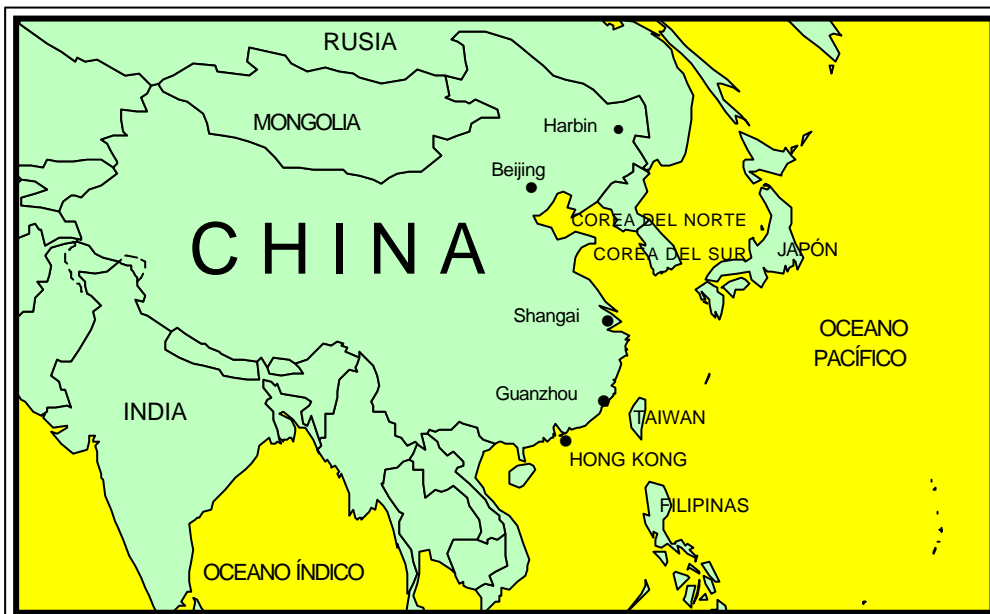 RUSIA
MONGOLIA
Harbin
Beijing
CHINA
COREA DEL NORTE
COREA DEL SUR
JAPÓN
Shangai
OCEANO
PACÍFICO
Guanzhou
INDIA
TAIWAN
HONG KONG
FILIPINAS
OCEANO ÍNDICO